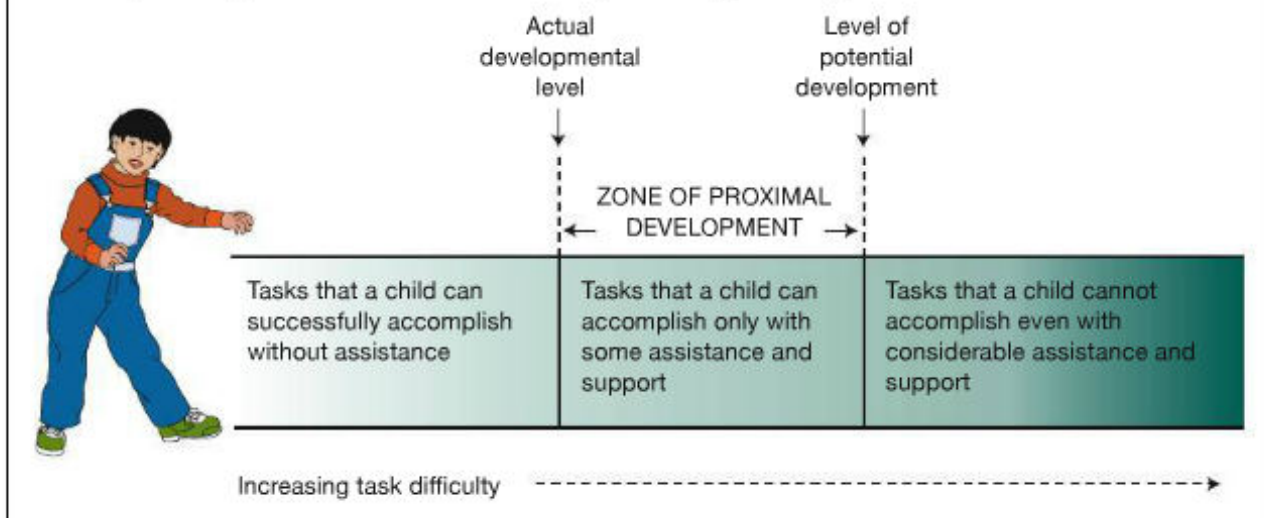 Actual
developmental
level
Level of
potential
development
ZONE OF PROXIMAL
DEVELOPMENT
Tasks that a child can
successfully accomplish
without assistance
Tasks that a child can
accomplish only with
some assistance and
support
Tasks that a child cannot
accomplish even with
considerable assistance and
support
Increasing task difficulty